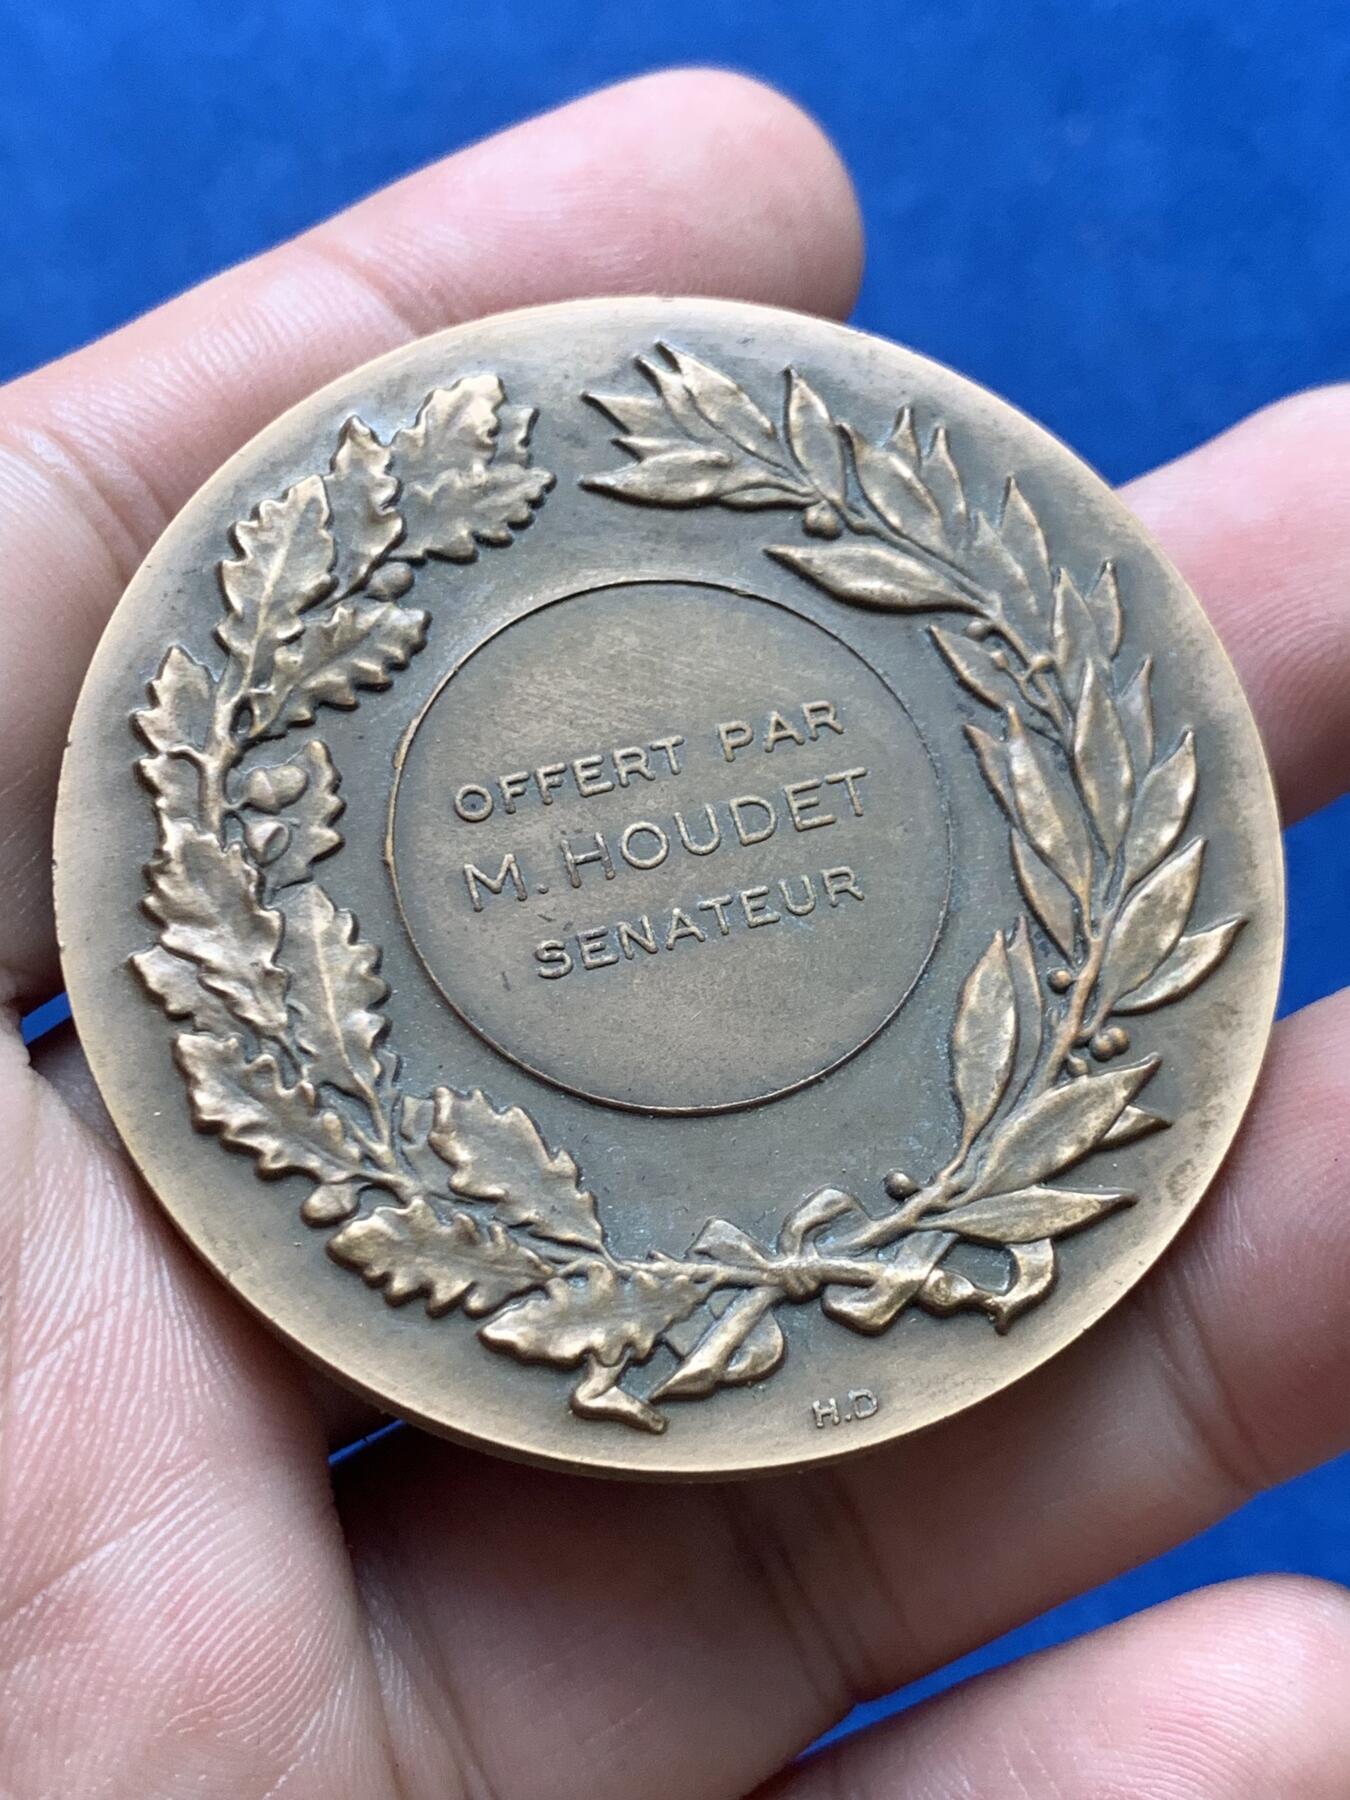 OFFERT PAR
M. HOUDET
SENATEUR
H.D